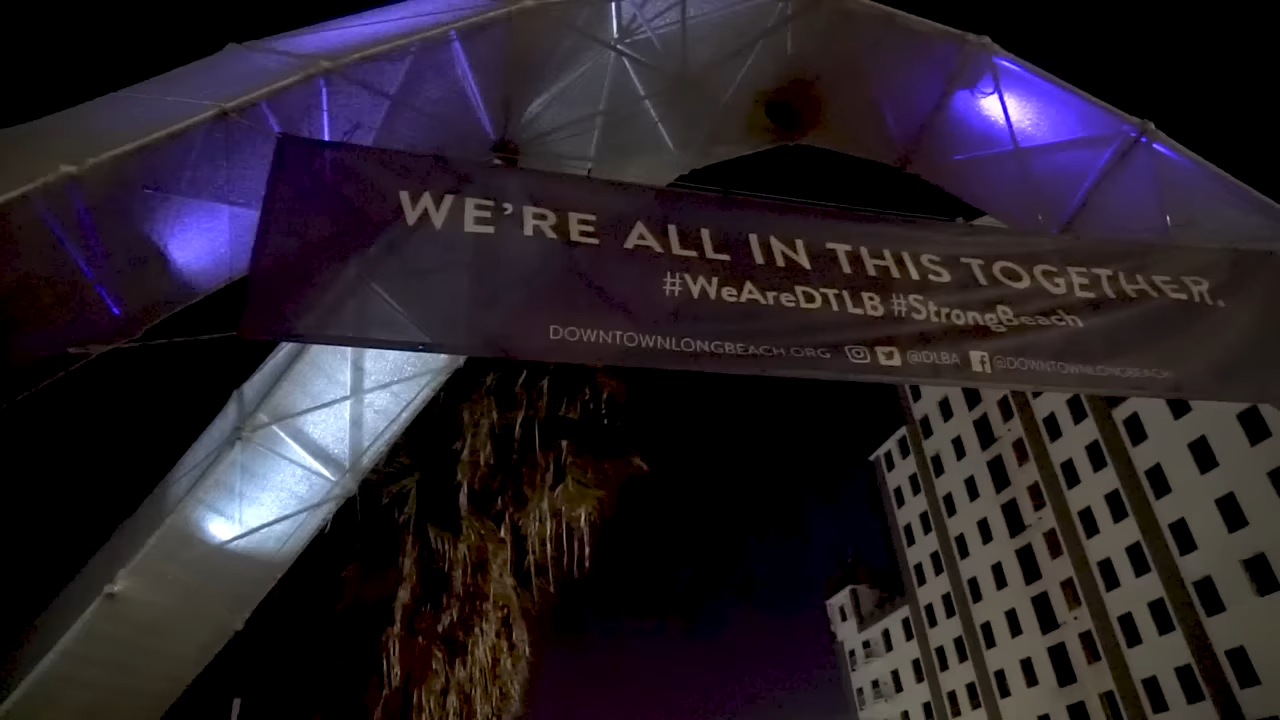 WE'RE ALL IN THIS TOGETHER.
#WeAreDTLB #StrongBeach
DOWNTOWNLONGBEACH.ORG @DLBA @DOWNTOWNLONGBEACH